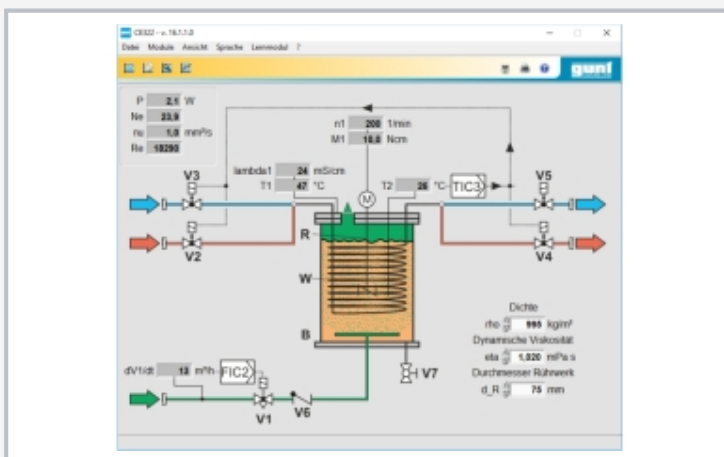 CE322 - v. 16.1.1.0
Datei Module Ansicht Sprache Lernmodul ?
gunt
P 2,1 W
Ne 23,9
nu 1,0 mm²/s
Re 18290
n1 200 1/min
M1 10,0 Ncm
lambda1 24 mS/cm
T1 47 °C
T2 26 °C TIC3
M
V3
V5
V2
V4
R
W
B
Dichte
rho 995 kg/m³
Dynamische Viskosität
eta 1,020 mPa s
Durchmesser Rührwerk
d_R 75 mm
dV1/dt 13 m³/h FIC2
V7
V1
V6